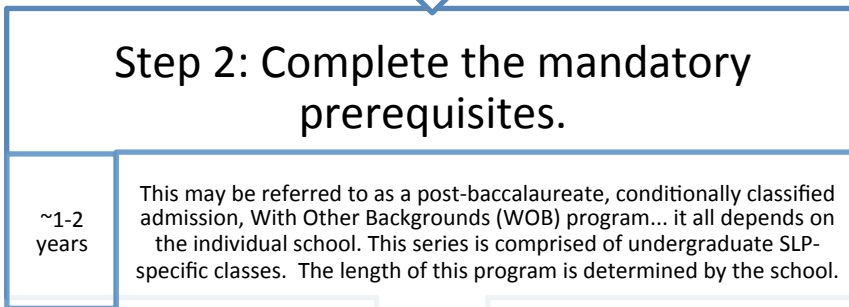 Step 2: Complete the mandatory
prerequisites.
~1-2
years
This may be referred to as a post-baccalaureate, conditionally classified
admission, With Other Backgrounds (WOB) program... it all depends on
the individual school. This series is comprised of undergraduate SLP-
specific classes.  The length of this program is determined by the school.